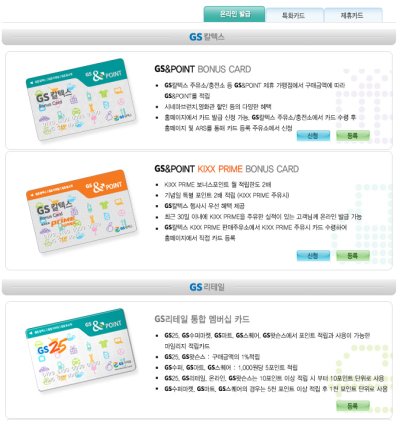 온라인 발급
특화카드
제휴카드
GS칼텍스
GS&POINT BONUS CARD
GS칼텍스 주유소/충전소 등 GS&POINT 제휴 가맹점에서 구매금액에 따라
GS&POINT를 적립
시네마브런치,영화관 할인 등의 다양한 혜택
홈페이지에서 카드 발급 신청 가능, GS칼텍스 주유소/충전소에서 카드 수령 후
홈페이지 및 ARS를 통해 카드 등록 주유소에서 신청
신청
등록
GS&POINT KIXX PRIME BONUS CARD
KIXX PRIME 보너스포인트 월 적립한도 2배
기념일 특별 포인트 2배 적립 (KIXX PRIME 주유시)
GS칼텍스 행사시 우선 혜택 제공
최근 30일 이내에 KIXX PRIME을 주유한 실적이 있는 고객님께 온라인 발급 가능
GS칼텍스 KIXX PRIME 판매주유소에서 KIXX PRIME 주유시 카드 수령하여
홈페이지에서 직접 카드 등록
신청
등록
GS리테일
GS리테일 통합 멤버십 카드
GS25, GS수퍼마켓, GS마트, GS스퀘어, GS왓슨스에서 포인트 적립과 사용이 가능한
마일리지 적립카드
GS25, GS왓슨스 : 구매금액의 1%적립
GS수퍼, GS마트, GS스퀘어 : 1,000원당 5포인트 적립
GS25, GS리테일, 온라인, GS왓슨스는 10포인트 이상 적립 시 부터 10포인트 단위로 사용
GS수퍼마켓, GS마트, GS스퀘어의 경우는 5천 포인트 이상 적립 후 1천 포인트 단위로 사용
등록
GS칼텍스
Bonus Card
GS& POINT
GS칼텍스
Bonus Card
prime
GS& POINT
GS25
GS& POINT